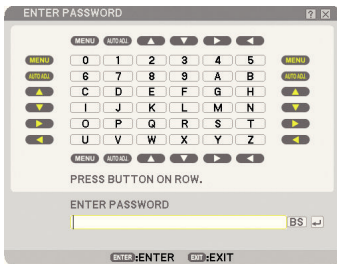 ENTER PASSWORD
MENU AUTO ADJ.
MENU 0 1 2 3 4 5 MENU
AUTO ADJ. 6 7 8 9 A B AUTO ADJ.
C D E F G H
I J K L M N
O P Q R S T
U V W X Y Z
MENU AUTO ADJ.
PRESS BUTTON ON ROW.
ENTER PASSWORD
BS
ENTER :ENTER EXIT :EXIT